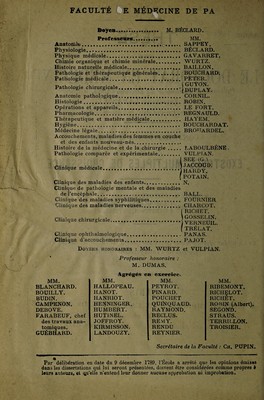 FACULTÉ DE MÉDECINE DE PA
Doyen.................. M. BÉCLARD.
Professeurs.......... MM.
Anatomie................ SAPPEY.
Physiologie............. BÉCLARD.
Physique médicale....... GAVARRET.
Chimie organique et chimie minérale.... WURTZ.
Histoire naturelle médicale.... BAILLON.
Pathologie et thérapeutique générales.... BOUCHARD.
Pathologie médicale..... PETER.
GUYON.
Pathologie chirurgicale..... DUPLAY.
Anatomie pathologique.... CORNIL.
Histologie.............. ROBIN.
Opérations et appareils.... LE FORT.
Pharmacologie........... REGNAULD.
Thérapeutique et matière médicale.... HAYEM.
Hygiène................. BOUCHARDAT.
Médecine légale......... BROUARDEL.
Accouchements, maladies des femmes en couche
et des enfants nouveau-nés..........
Histoire de la médecine et de la chirurgie.... LABOULBÈNE.
Pathologie comparée et expérimentale.... VULPIAN.
SÉE (G.)
Clinique médicale....... JACCOUD
HARDY,
POTAIN.
Clinique des maladies des enfants.... N.
Clinique de pathologie mentale et des maladies
de l'encéphale.......... BALL.
Clinique des maladies syphilitiques.... FOURNIER
Clinique des maladies nerveuses.... CHARCOT.
RICHET.
Clinique chirurgicale.... GOSSELIN,
VERNEUIL.
TRÉLAT.
Clinique ophthalmologique.... PANAS.
Clinique d'accouchements.... PAJOT.
DOYENS HONORAIRES : MM. WURTZ et VULPIAN.
Professeur honoraire :
M. DUMAS.
Agrégés en exercice.
MM. MM. MM. MM.
BLANCHARD. HALLOPEAU. PEYROT. RIBEMONT,
BOUILLY, HANOT. PINARD. RICHELOT.
BUDIN. HANRIOT. POUCHET RICHET,
CAMPENON, HENNINGER. QUINQUAUD. ROBIN (Albert),
DEBOVE. HUMBERT. RAYMOND, SEGOND,
FARABEUF, chef HUTINEL, RECLUS. STRAUS.
des travaux ana- JOFFROY. RÉMY. TERRILLON,
tomiques. KIRMISSON. RENDU TROISIER.
GUÉBHARD. LANDOUZY. REYNIER.
Secrétaire de la Faculté : Ch, PUPIN,
Par délibération en date du 9 décembre 1789, l'École a arrêté que les opinions émises
dans les dissertations qui lui seront présentées, doivent être considérées comme propres à
leurs auteurs, et qu'elle n'entend leur donner aucune approbation ni improbation.